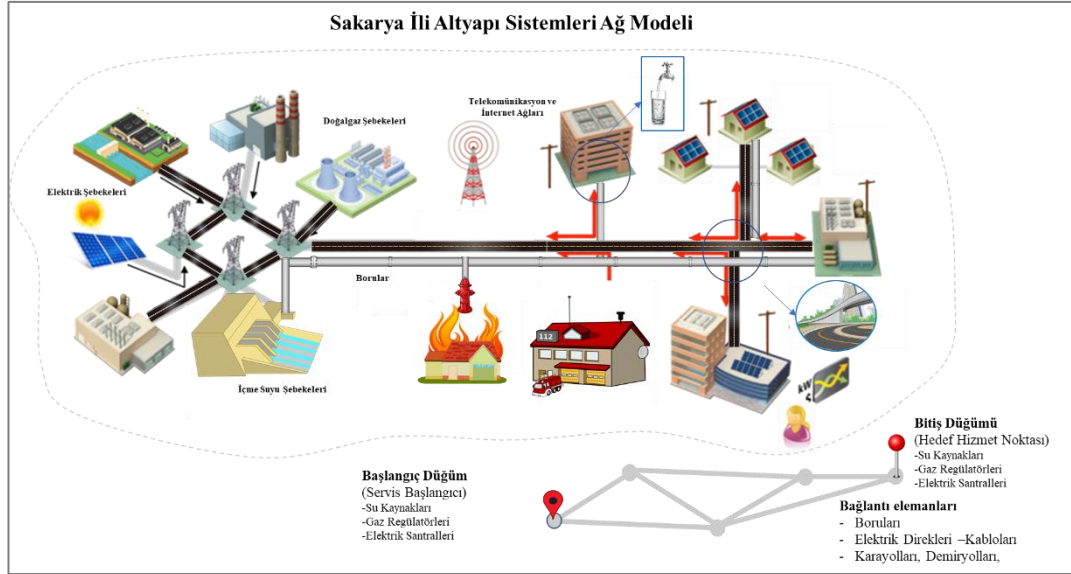 Sakarya İli Altyapı Sistemleri Ağ Modeli
Telekomünikasyon ve
İnternet Ağları
Doğalgaz Şebekeleri
Elektrik Şebekeleri
Borular
112
İçme Suyu Şebekeleri
kW
Ç
Bitiş Düğümü
(Hedef Hizmet Noktası)
-Su Kaynakları
-Gaz Regülatörleri
-Elektrik Santralleri
Başlangıç Düğüm
(Servis Başlangıcı)
-Su Kaynakları
-Gaz Regülatörleri
-Elektrik Santralleri
Bağlantı elemanları
- Boruları
- Elektrik Direkleri –Kabloları
- Karayolları, Demiryolları,